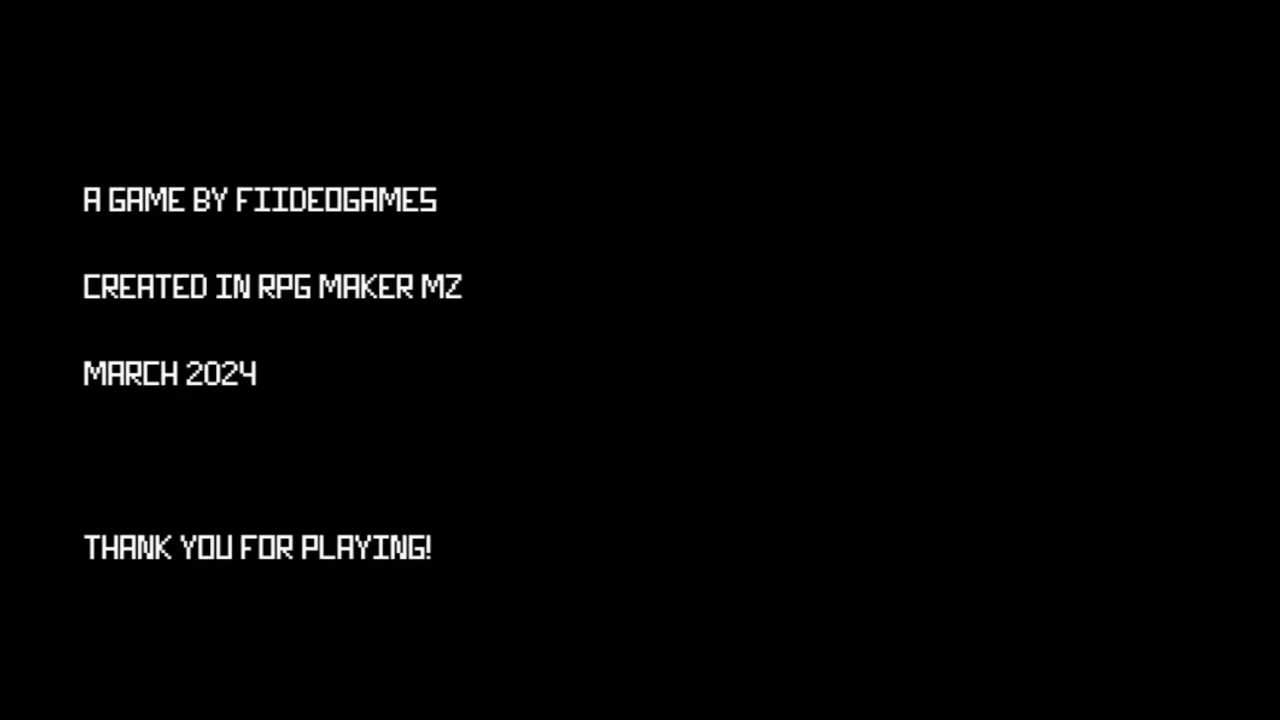 A GAME BY FIIDEOGAMES
CREATED IN RPG MAKER MZ
MARCH 2024
THANK YOU FOR PLAYING!